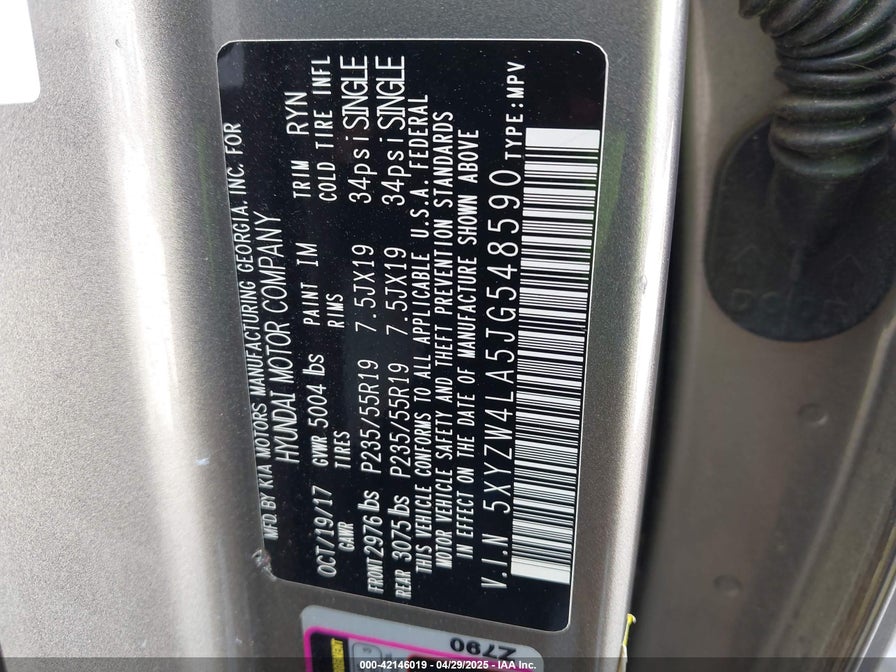 MFD. BY KIA MOTORS MANUFACTURING GEORGIA, INC. FOR
HYUNDAI MOTOR COMPANY
OCT/19/17 GVWR 5004 lbs PAINT IM TRIM RYN
GAWR TIRES RIMS COLD TIRE INFL
FRONT 2976 lbs P235/55R19 7.5JX19 34psi SINGLE
REAR 3075 lbs P235/55R19 7.5JX19 34psi SINGLE
THIS VEHICLE CONFORMS TO ALL APPLICABLE U.S.A. FEDERAL
MOTOR VEHICLE SAFETY AND THEFT PREVENTION STANDARDS
IN EFFECT ON THE DATE OF MANUFACTURE SHOWN ABOVE
V.I.N 5XYZW4LA5JG548590 TYPE:MPV
Z790
000-42146019 / 04/29/2025 - IAA Inc.